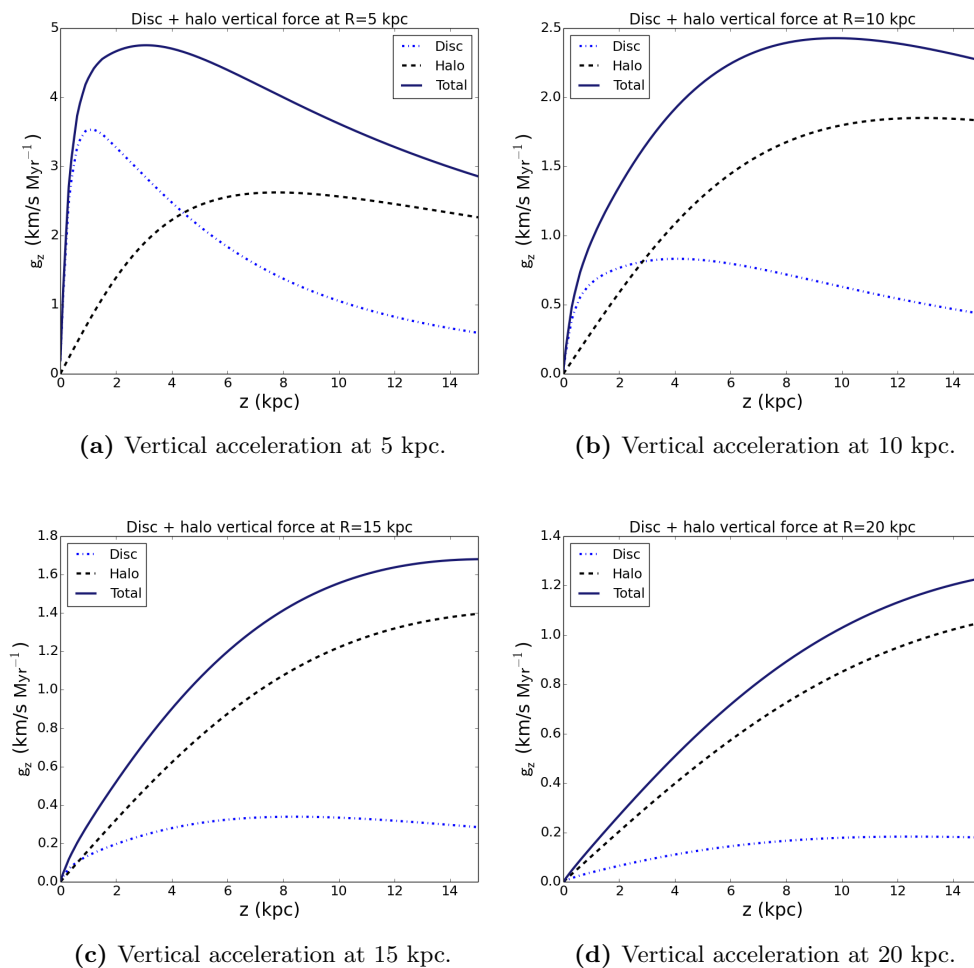 Disc + halo vertical force at R=5 kpc
5
4
3
2
1
0
g_z (km/s Myr^−1)
Disc
Halo
Total
0 2 4 6 8 10 12 14
z (kpc)
(a) Vertical acceleration at 5 kpc.
Disc + halo vertical force at R=10 kpc
2.5
2.0
1.5
1.0
0.5
0.0
g_z (km/s Myr^−1)
Disc
Halo
Total
0 2 4 6 8 10 12 14
z (kpc)
(b) Vertical acceleration at 10 kpc.
Disc + halo vertical force at R=15 kpc
1.8
1.6
1.4
1.2
1.0
0.8
0.6
0.4
0.2
0.0
g_z (km/s Myr^−1)
Disc
Halo
Total
0 2 4 6 8 10 12 14
z (kpc)
(c) Vertical acceleration at 15 kpc.
Disc + halo vertical force at R=20 kpc
1.4
1.2
1.0
0.8
0.6
0.4
0.2
0.0
g_z (km/s Myr^−1)
Disc
Halo
Total
0 2 4 6 8 10 12 14
z (kpc)
(d) Vertical acceleration at 20 kpc.